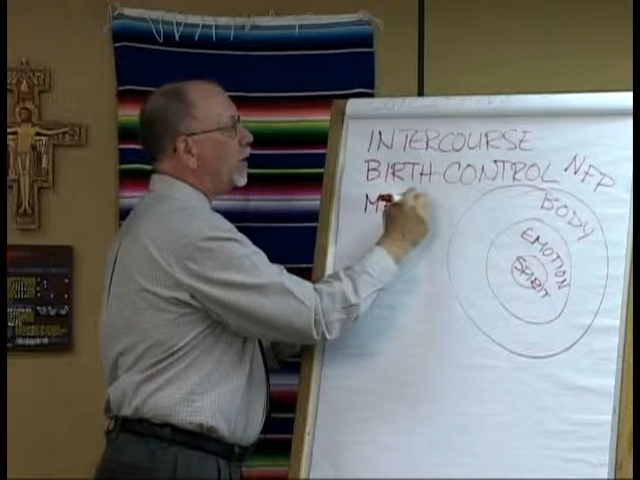 INTERCOURSE
BIRTH CONTROL NFP
M
BODY
EMOTION
SPIRIT